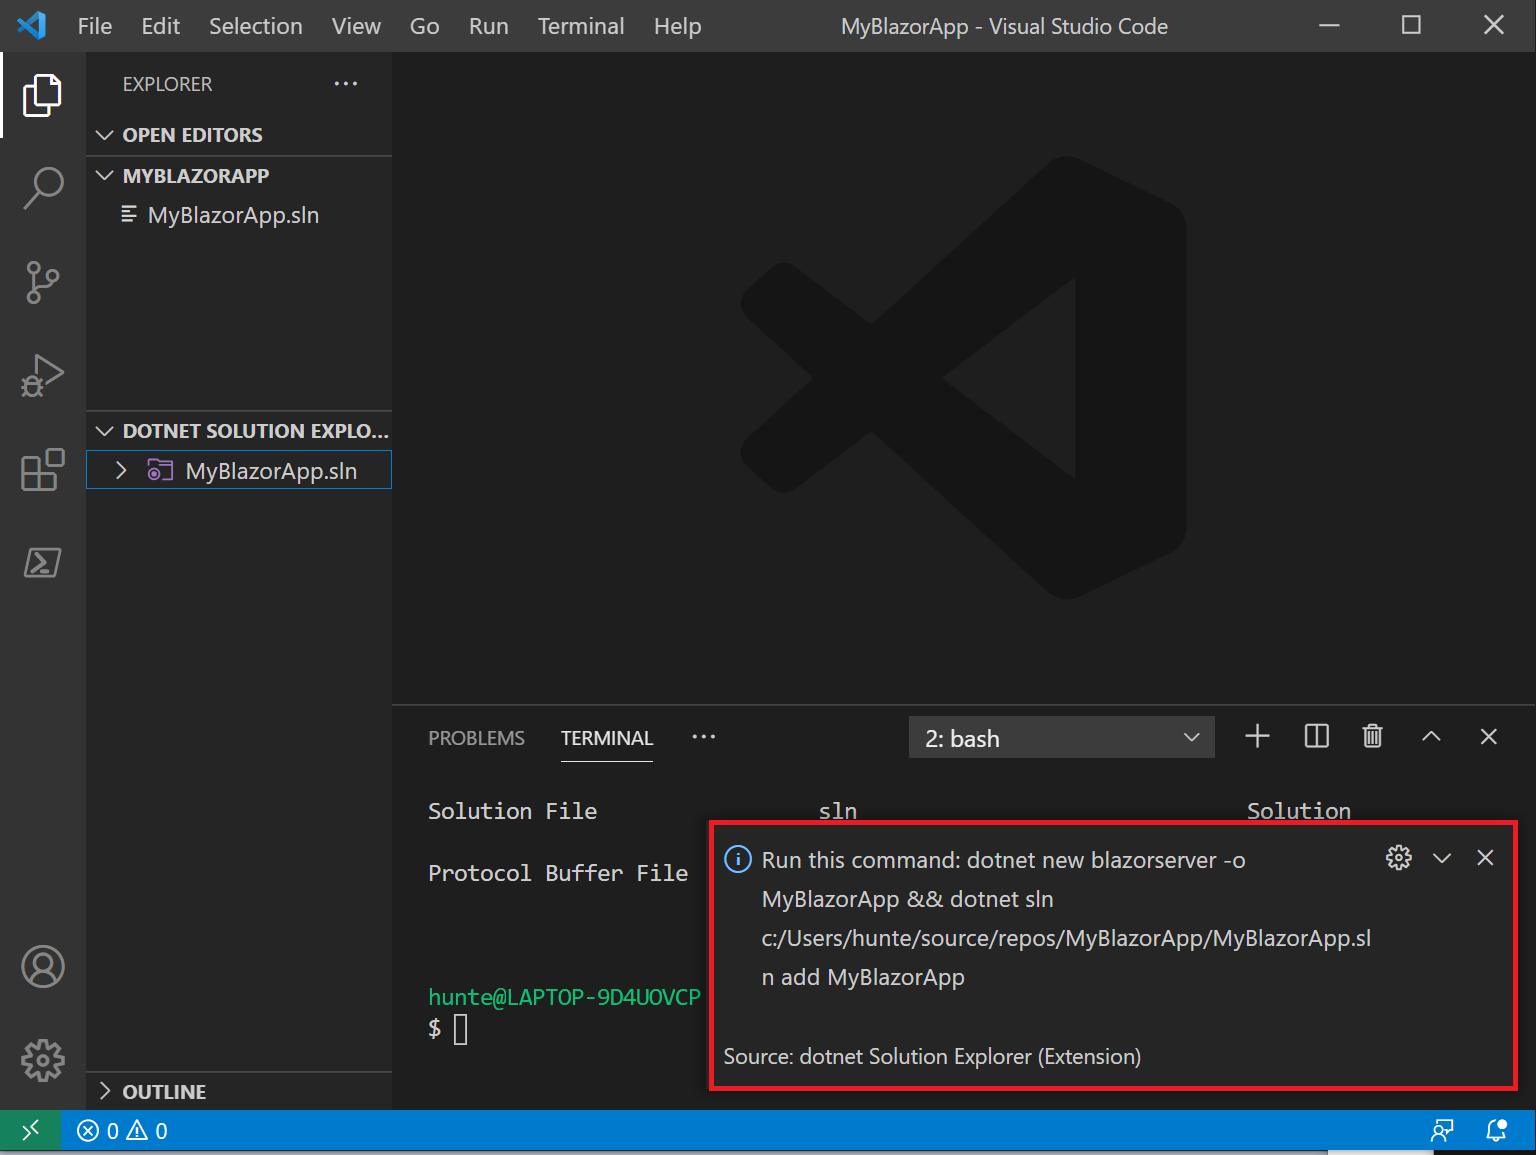 File Edit Selection View Go Run Terminal Help MyBlazorApp - Visual Studio Code
EXPLORER
OPEN EDITORS
MYBLAZORAPP
MyBlazorApp.sln
DOTNET SOLUTION EXPLO...
MyBlazorApp.sln
OUTLINE
PROBLEMS TERMINAL 2: bash
Solution File sln Solution
Protocol Buffer File
hunte@LAPTOP-9D4UOVCP
$
Run this command: dotnet new blazorserver -o
MyBlazorApp && dotnet sln
c:/Users/hunte/source/repos/MyBlazorApp/MyBlazorApp.sl
n add MyBlazorApp
Source: dotnet Solution Explorer (Extension)
0 0